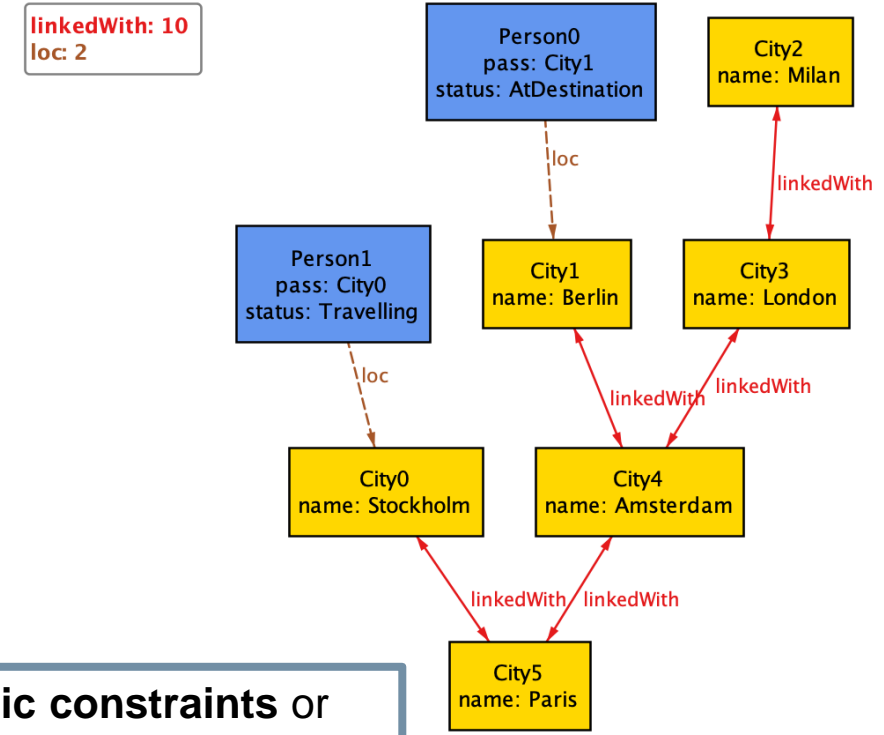 linkedWith: 10
loc: 2
Person0
pass: City1
status: AtDestination
City2
name: Milan
loc
linkedWith
Person1
pass: City0
status: Travelling
City1
name: Berlin
City3
name: London
loc
linkedWith
linkedWith
City0
name: Stockholm
City4
name: Amsterdam
linkedWith
linkedWith
City5
name: Paris
ic constraints or